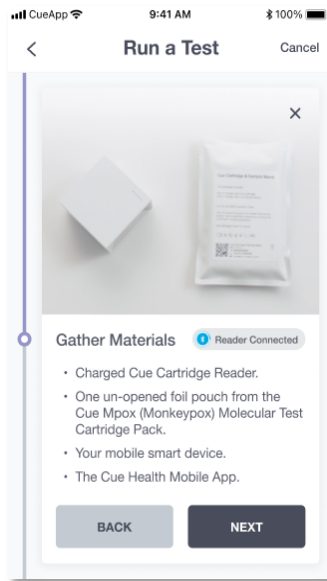 CueApp
9:41 AM
100%
Run a Test
Cancel
Gather Materials
Reader Connected
• Charged Cue Cartridge Reader.
• One un-opened foil pouch from the
Cue Mpox (Monkeypox) Molecular Test
Cartridge Pack.
• Your mobile smart device.
• The Cue Health Mobile App.
BACK
NEXT